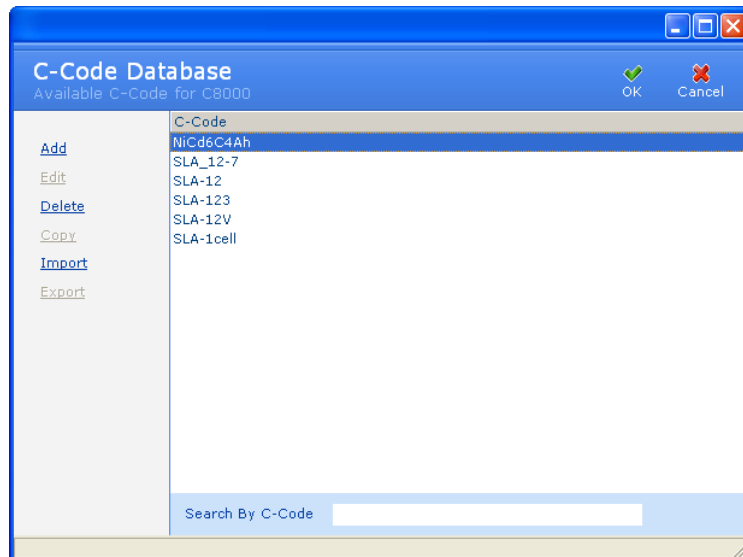 C-Code Database
Available C-Code for C8000
OK
Cancel
Add
Edit
Delete
Copy
Import
Export
C-Code
NiCd6C4Ah
SLA_12-7
SLA-12
SLA-123
SLA-12V
SLA-1cell
Search By C-Code